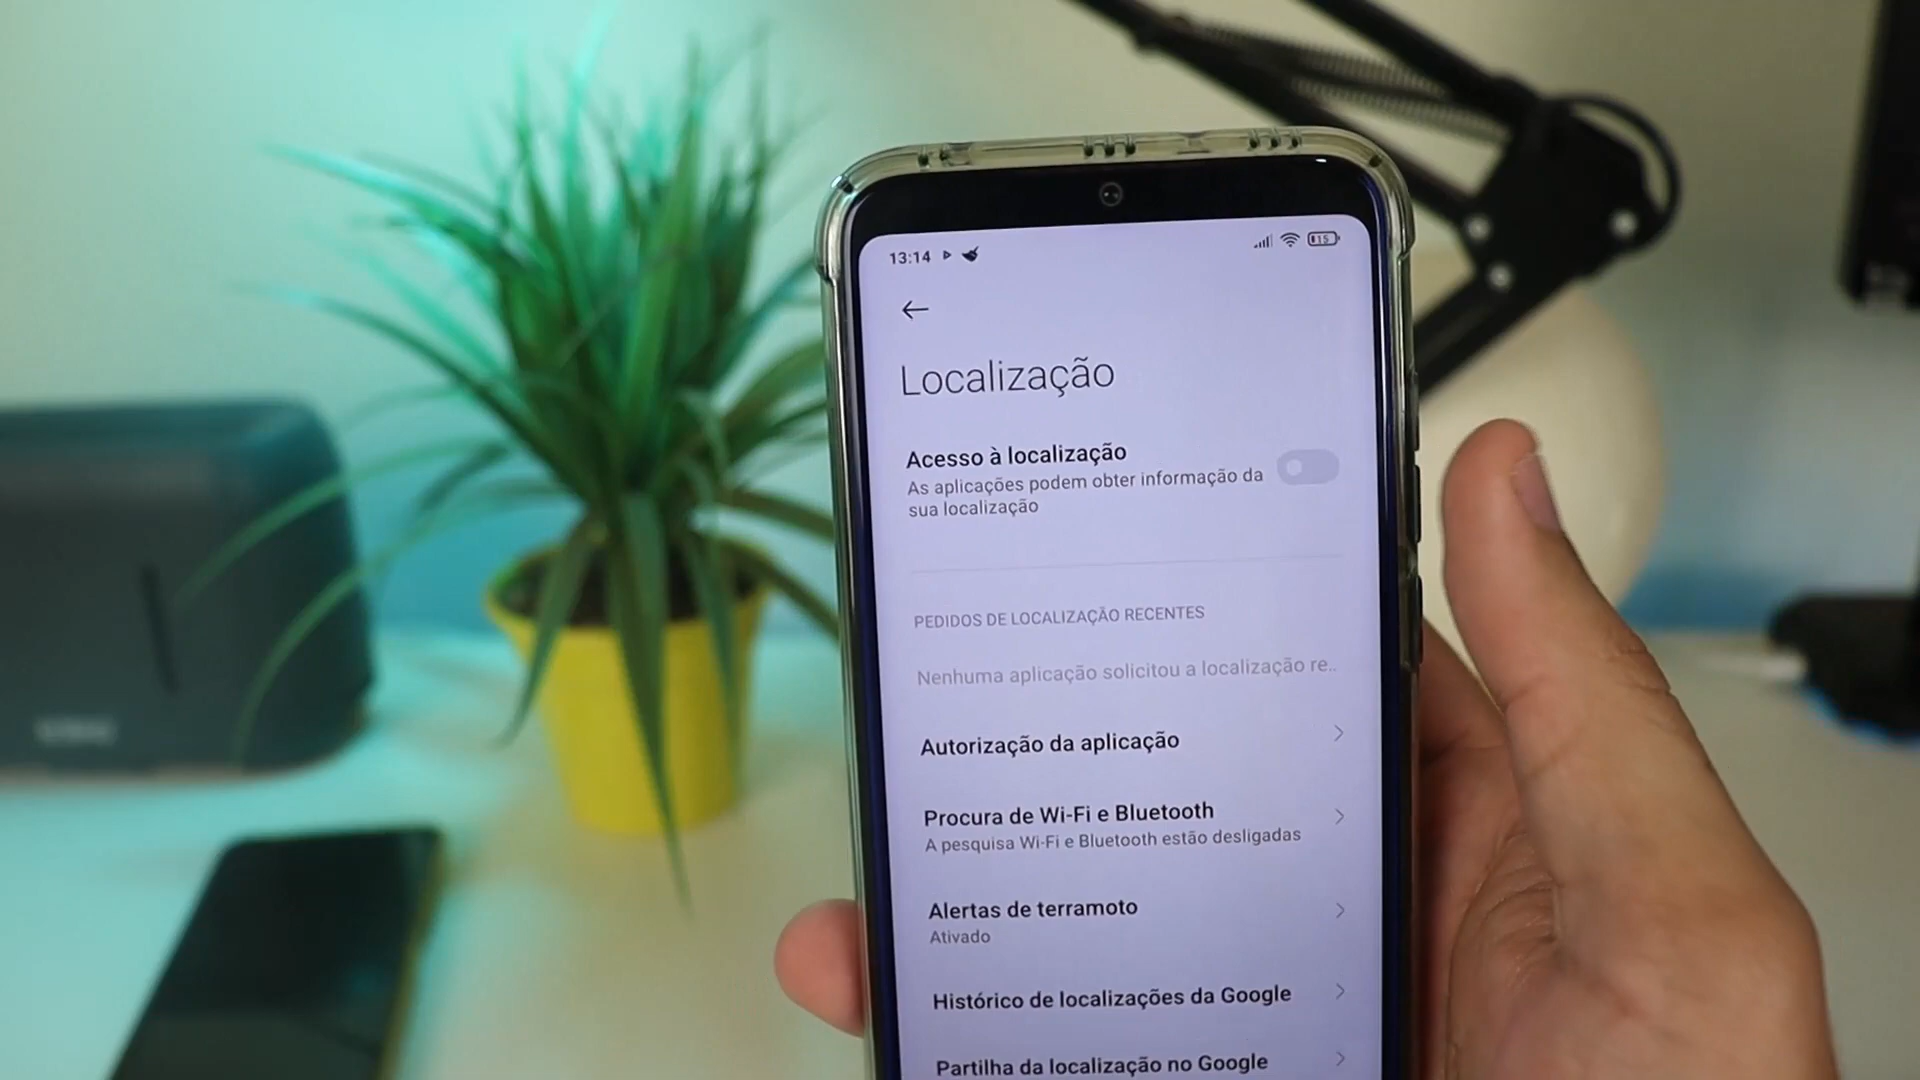 13:14
15
Localização
Acesso à localização
As aplicações podem obter informação da
sua localização
PEDIDOS DE LOCALIZAÇÃO RECENTES
Nenhuma aplicação solicitou a localização re..
Autorização da aplicação
Procura de Wi-Fi e Bluetooth
A pesquisa Wi-Fi e Bluetooth estão desligadas
Alertas de terramoto
Ativado
Histórico de localizações da Google
Partilha da localização no Google